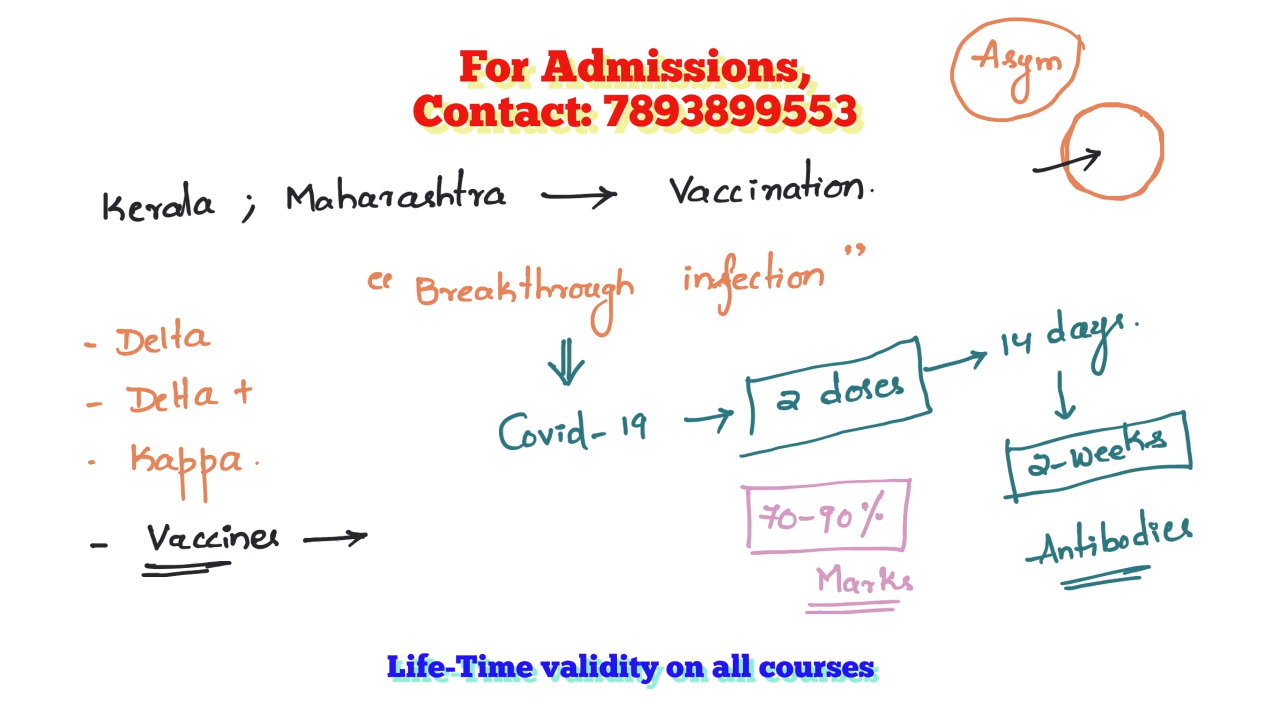 For Admissions,
Contact: 7893899553
Asym
Kerala ; Maharashtra → Vaccination.
“ Breakthrough infection ”
- Delta
- Delta +
- Kappa.
- Vaccines →
Covid-19 → 2 doses → 14 days.
2-weeks
Antibodies
70-90%
Marks
Life-Time validity on all courses